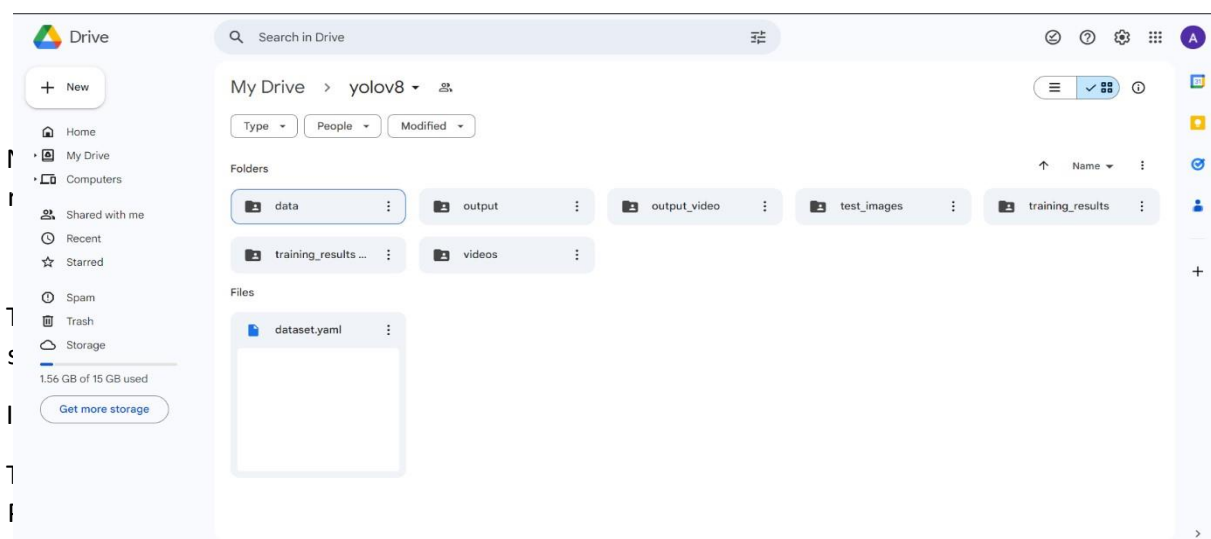 Drive
Search in Drive
A
New
My Drive > yolov8
Type People Modified
Home
My Drive
Computers
Shared with me
Recent
Starred
Spam
Trash
Storage
1.56 GB of 15 GB used
Get more storage
Folders
Name
data output output_video test_images training_results
training_results ... videos
Files
dataset.yaml
31